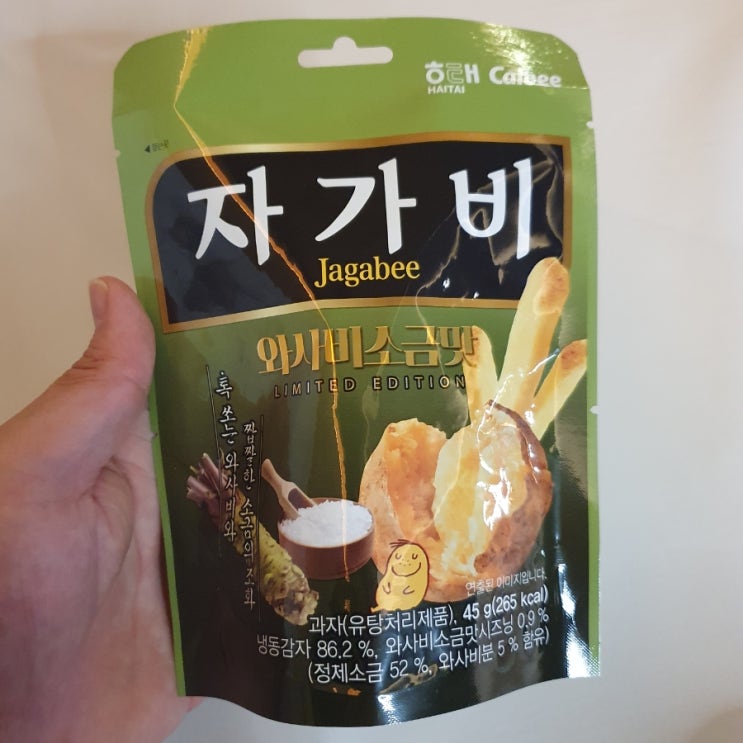 해태 Calbee
HAITAI
자가비
Jagabee
와사비소금맛
LIMITED EDITION
톡 쏘는 와사비와
짭짤한 소금의 조화
연출된 이미지입니다.
과자(유탕처리제품), 45 g(265 kcal)
냉동감자 86.2 %, 와사비소금맛시즈닝 0.9 %
(정제소금 52 %, 와사비분 5 % 함유)